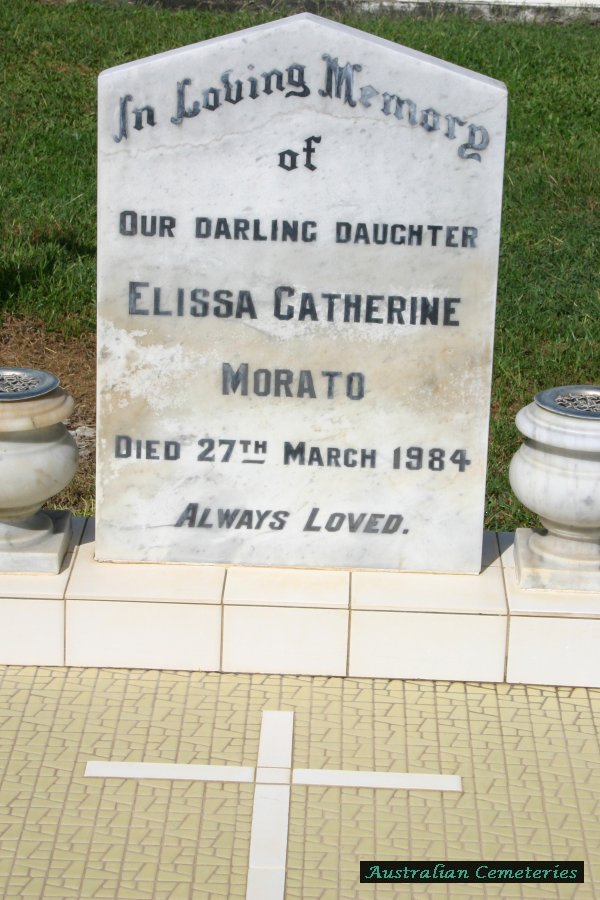 In Loving Memory
of
OUR DARLING DAUGHTER
ELISSA CATHERINE
MORATO
DIED 27TH MARCH 1984
ALWAYS LOVED.
Australian Cemeteries